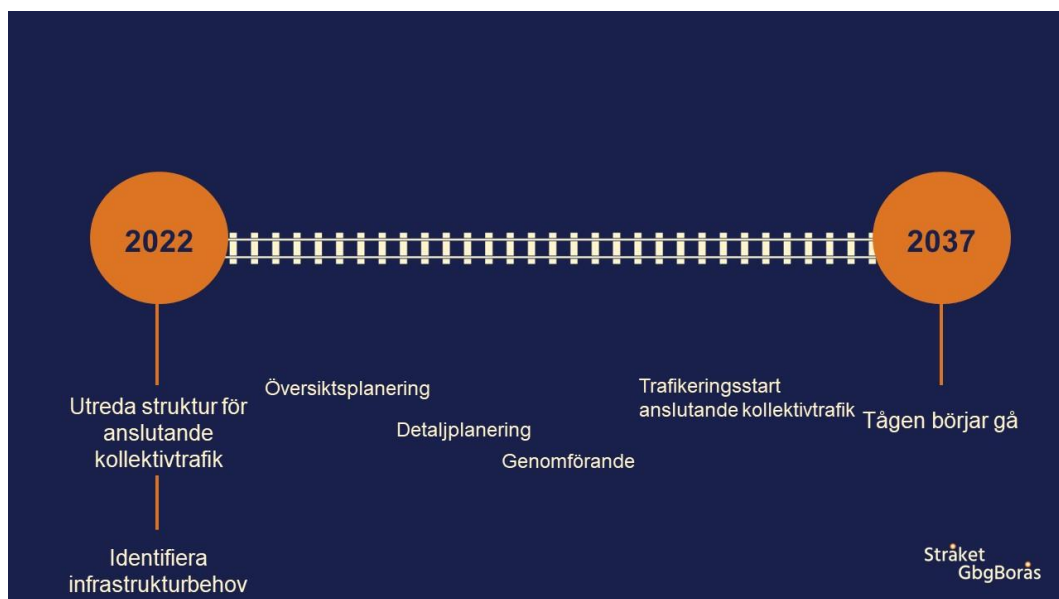 2022
2037
Utreda struktur för
anslutande
kollektivtrafik
Identifiera
infrastrukturbehov
Översiktsplanering
Detaljplanering
Genomförande
Trafikeringsstart
anslutande kollektivtrafik
Tågen börjar gå
Stråket
GbgBorås